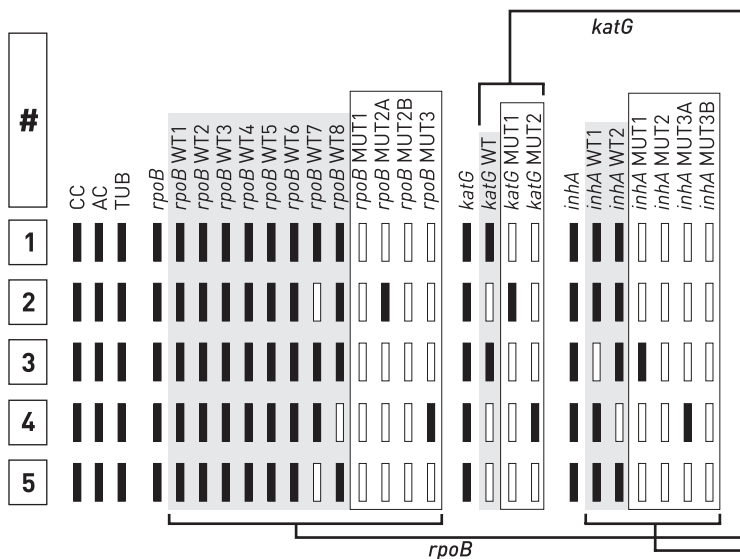 katG
#
CC
AC
TUB
rpoB
rpoB WT1
rpoB WT2
rpoB WT3
rpoB WT4
rpoB WT5
rpoB WT6
rpoB WT7
rpoB WT8
rpoB MUT1
rpoB MUT2A
rpoB MUT2B
rpoB MUT3
katG
katG WT
katG MUT1
katG MUT2
inhA
inhA WT1
inhA WT2
inhA MUT1
inhA MUT2
inhA MUT3A
inhA MUT3B
1
2
3
4
5
rpoB